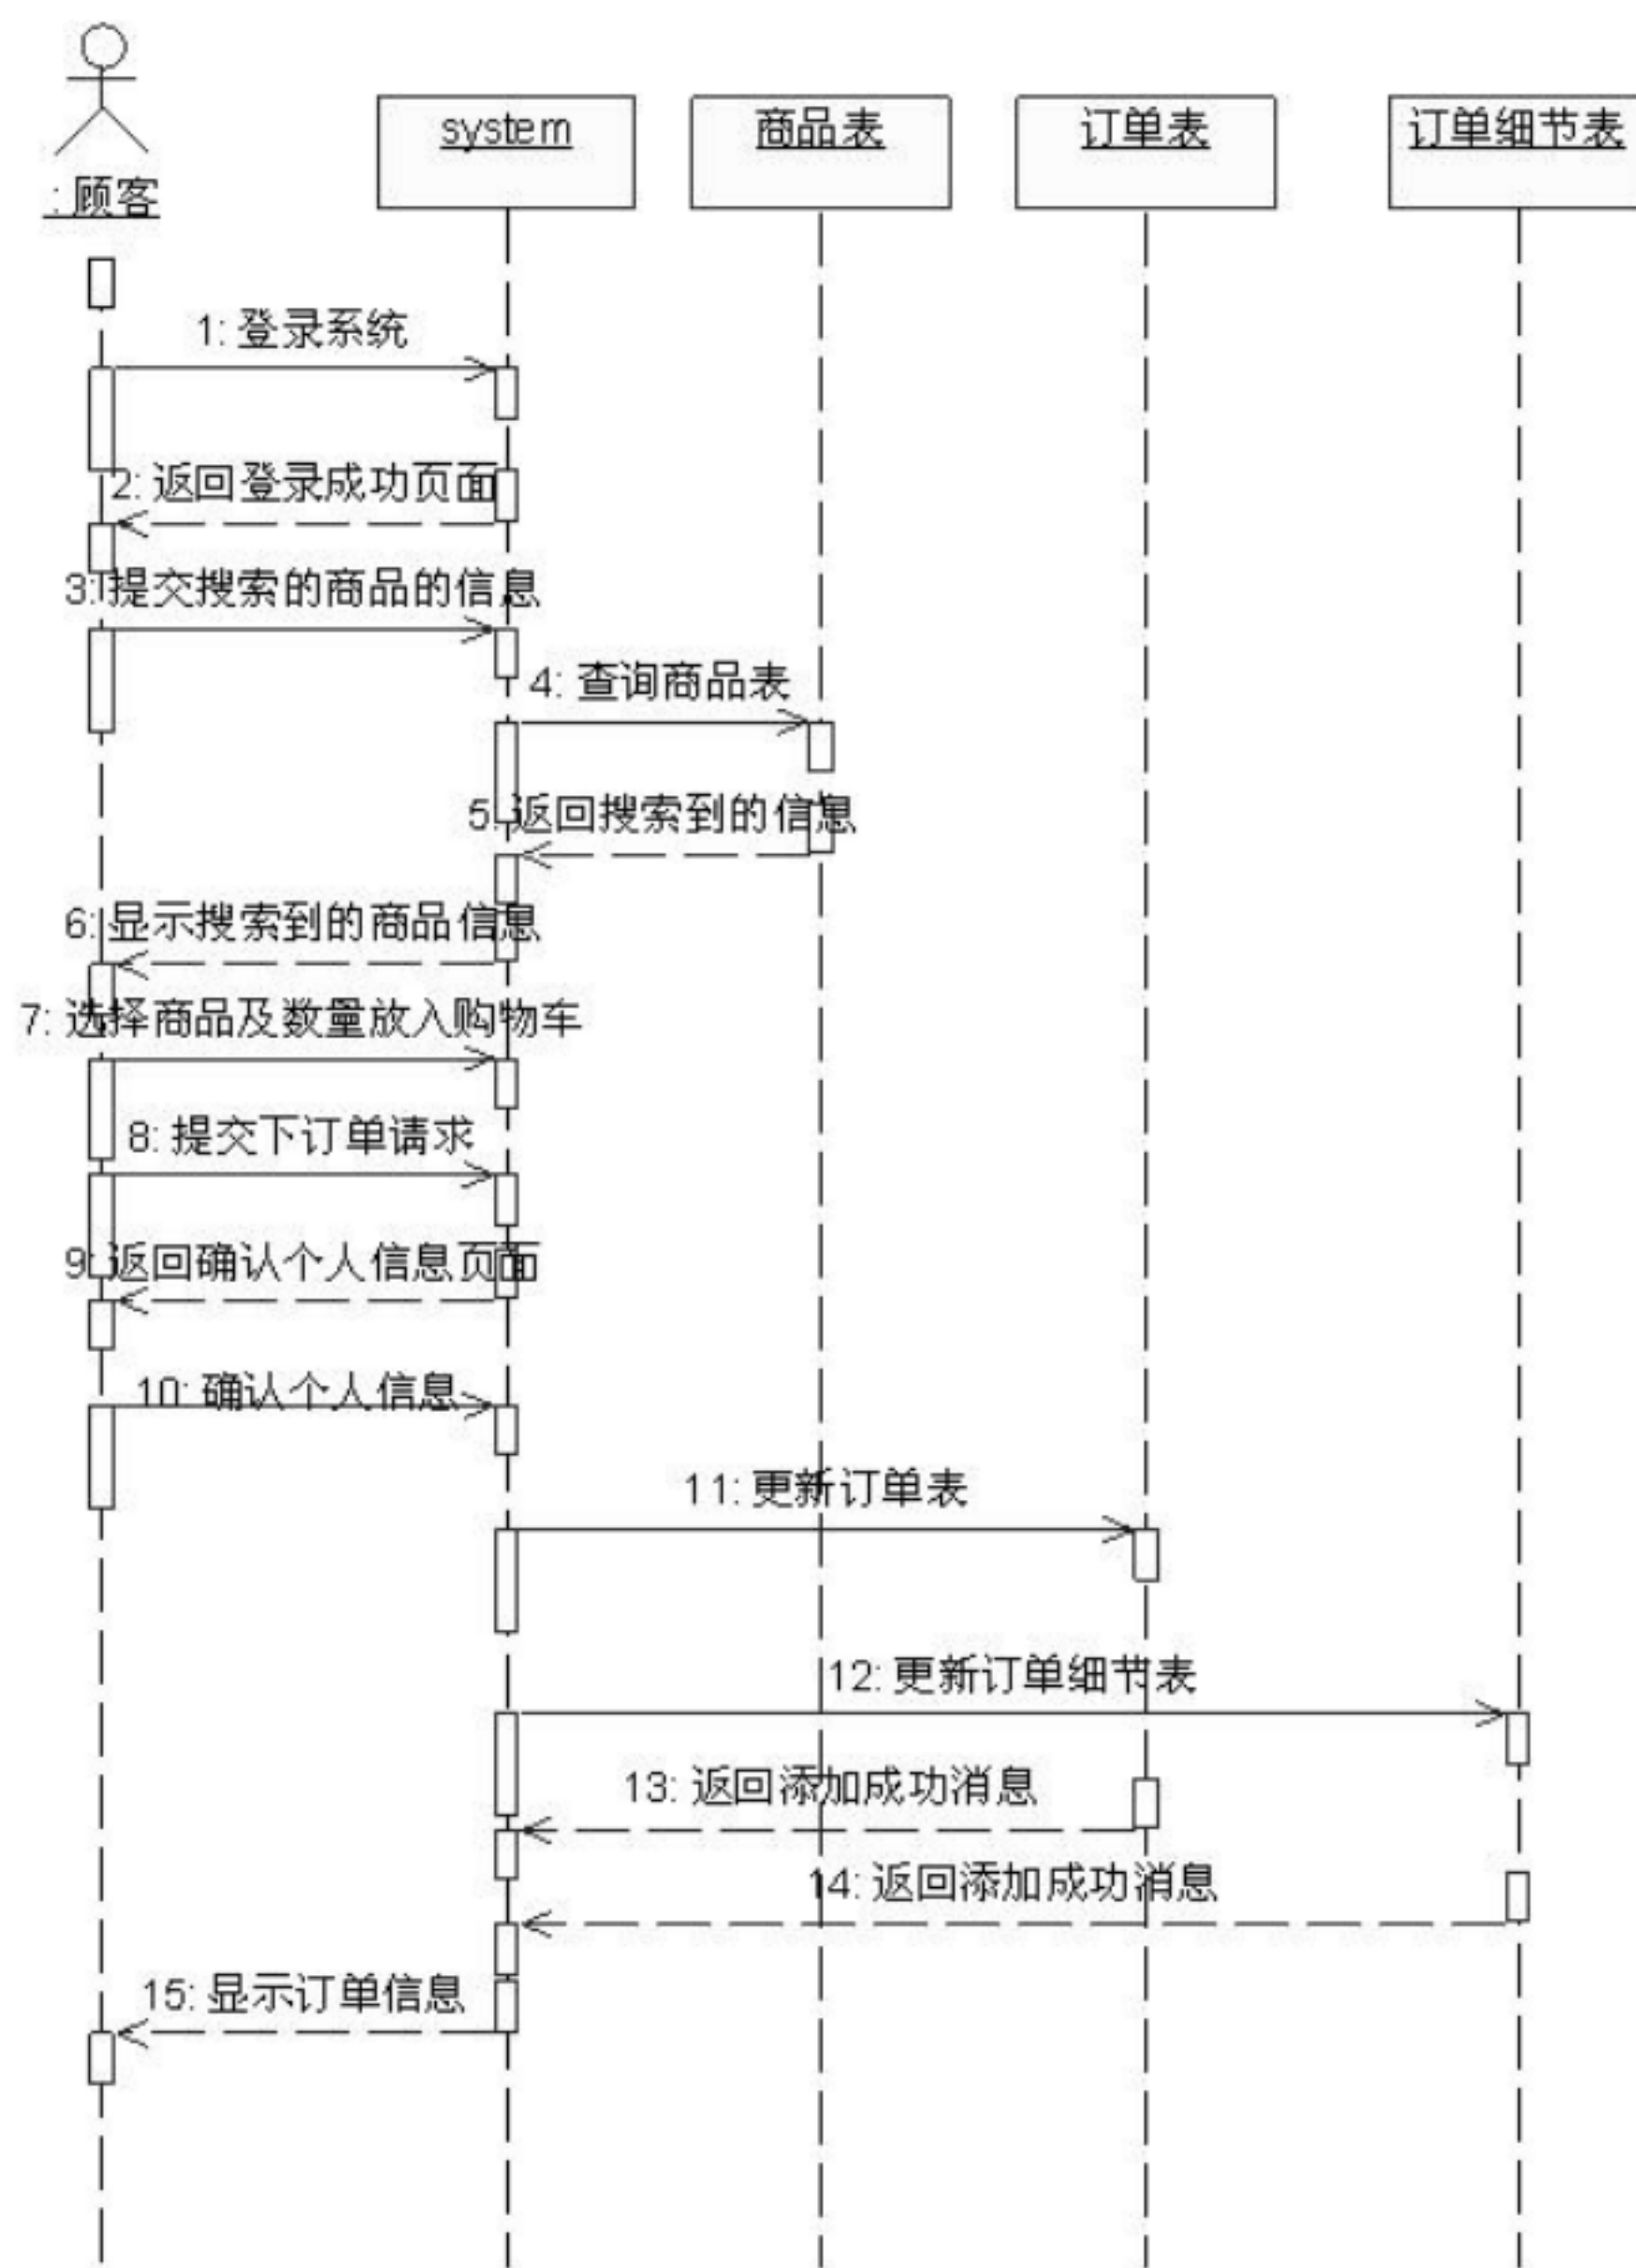 : 顾客
system
商品表
订单表
订单细节表
1: 登录系统
2: 返回登录成功页面
3: 提交搜索的商品的信息
4: 查询商品表
5: 返回搜索到的信息
6: 显示搜索到的商品信息
7: 选择商品及数量放入购物车
8: 提交下订单请求
9: 返回确认个人信息页面
10: 确认个人信息
11: 更新订单表
12: 更新订单细节表
13: 返回添加成功消息
14: 返回添加成功消息
15: 显示订单信息